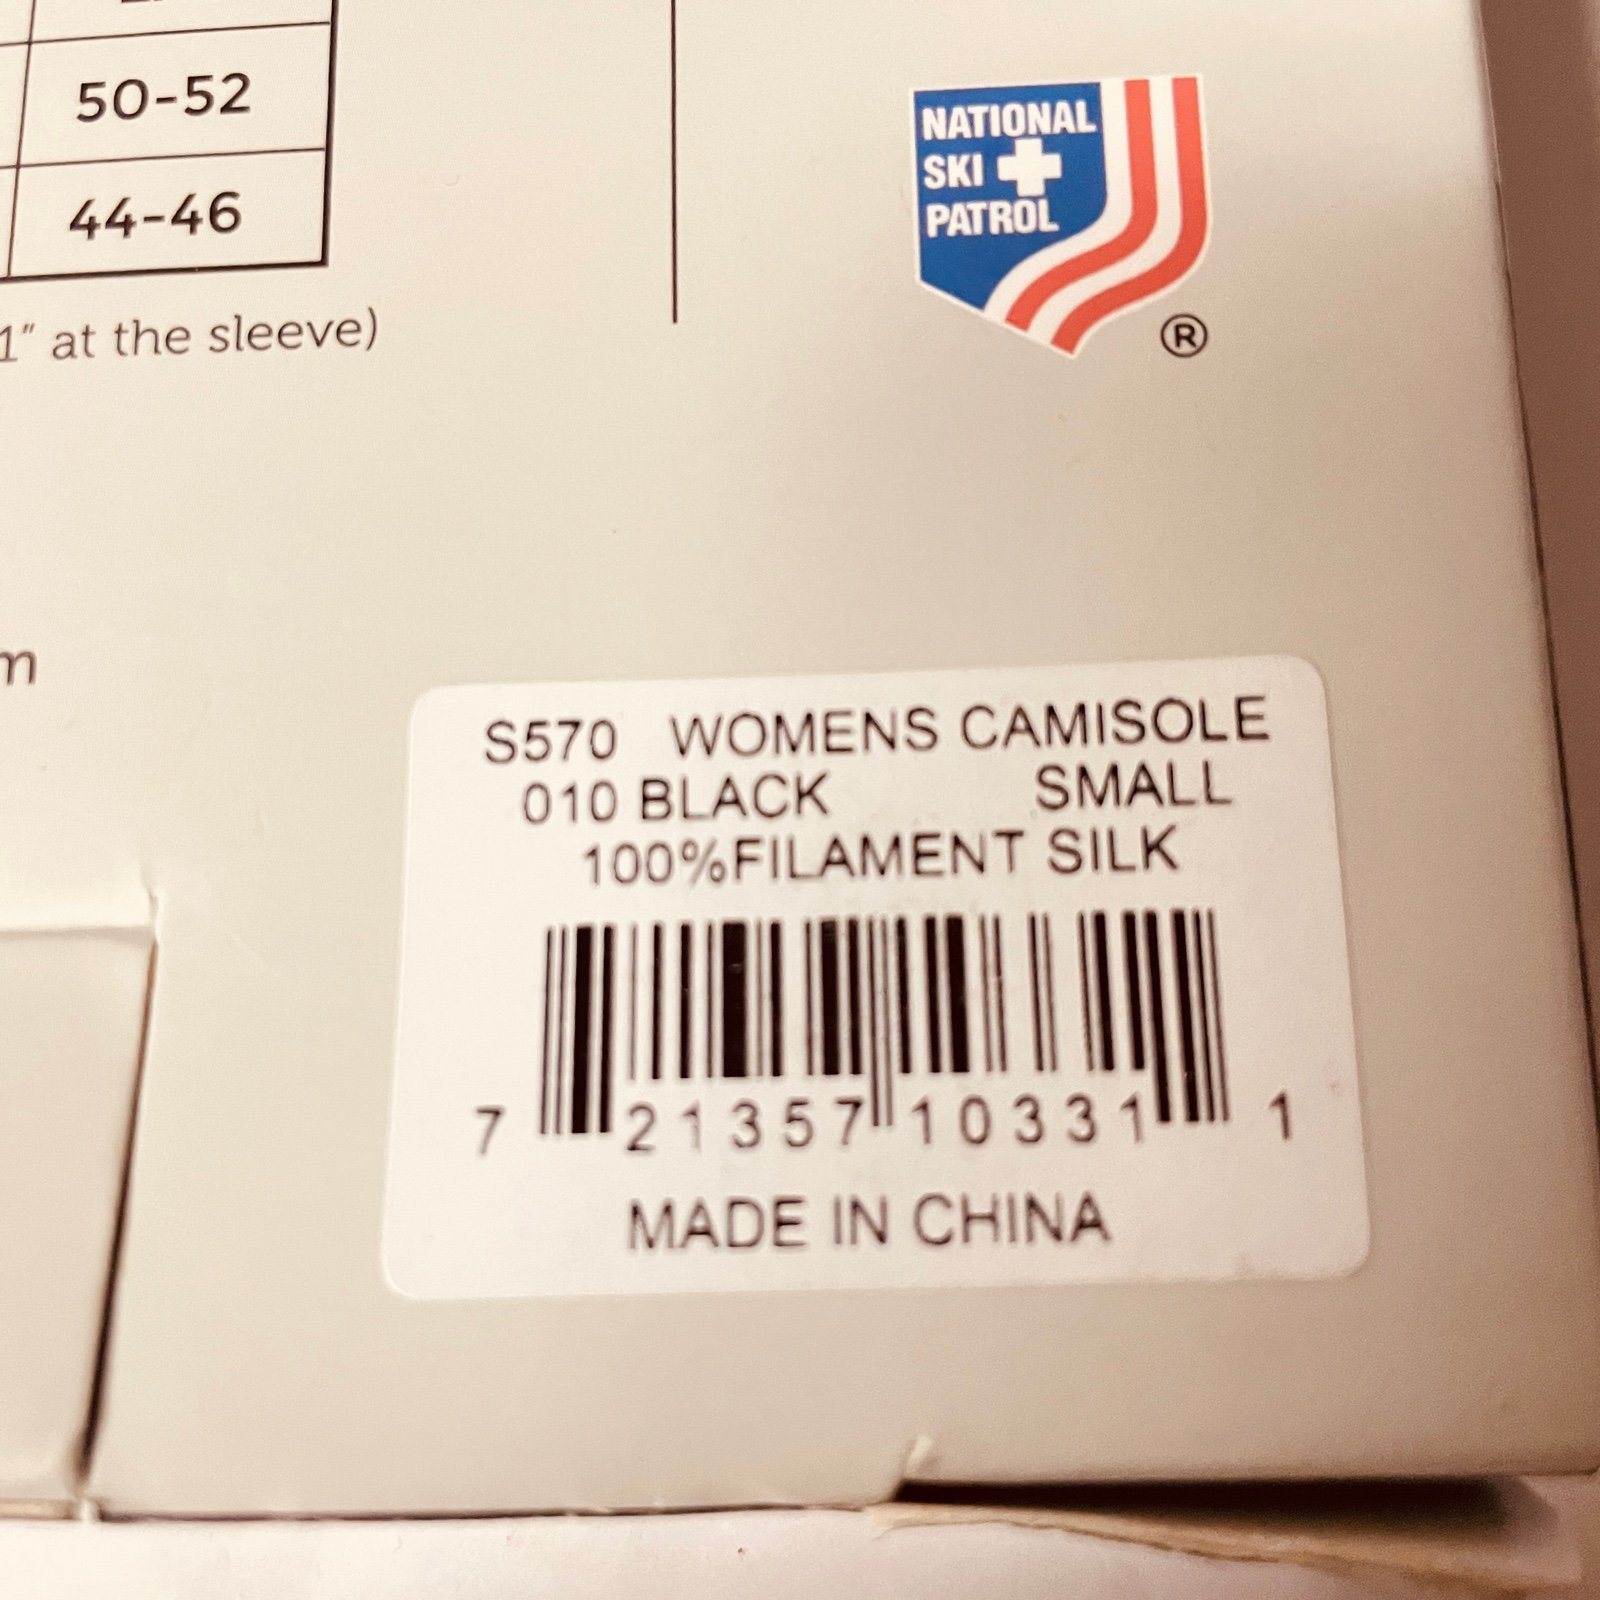 50-52
44-46
1" at the sleeve)
NATIONAL
SKI
PATROL
®
m
S570 WOMENS CAMISOLE
010 BLACK SMALL
100%FILAMENT SILK
7 21357 10331 1
MADE IN CHINA